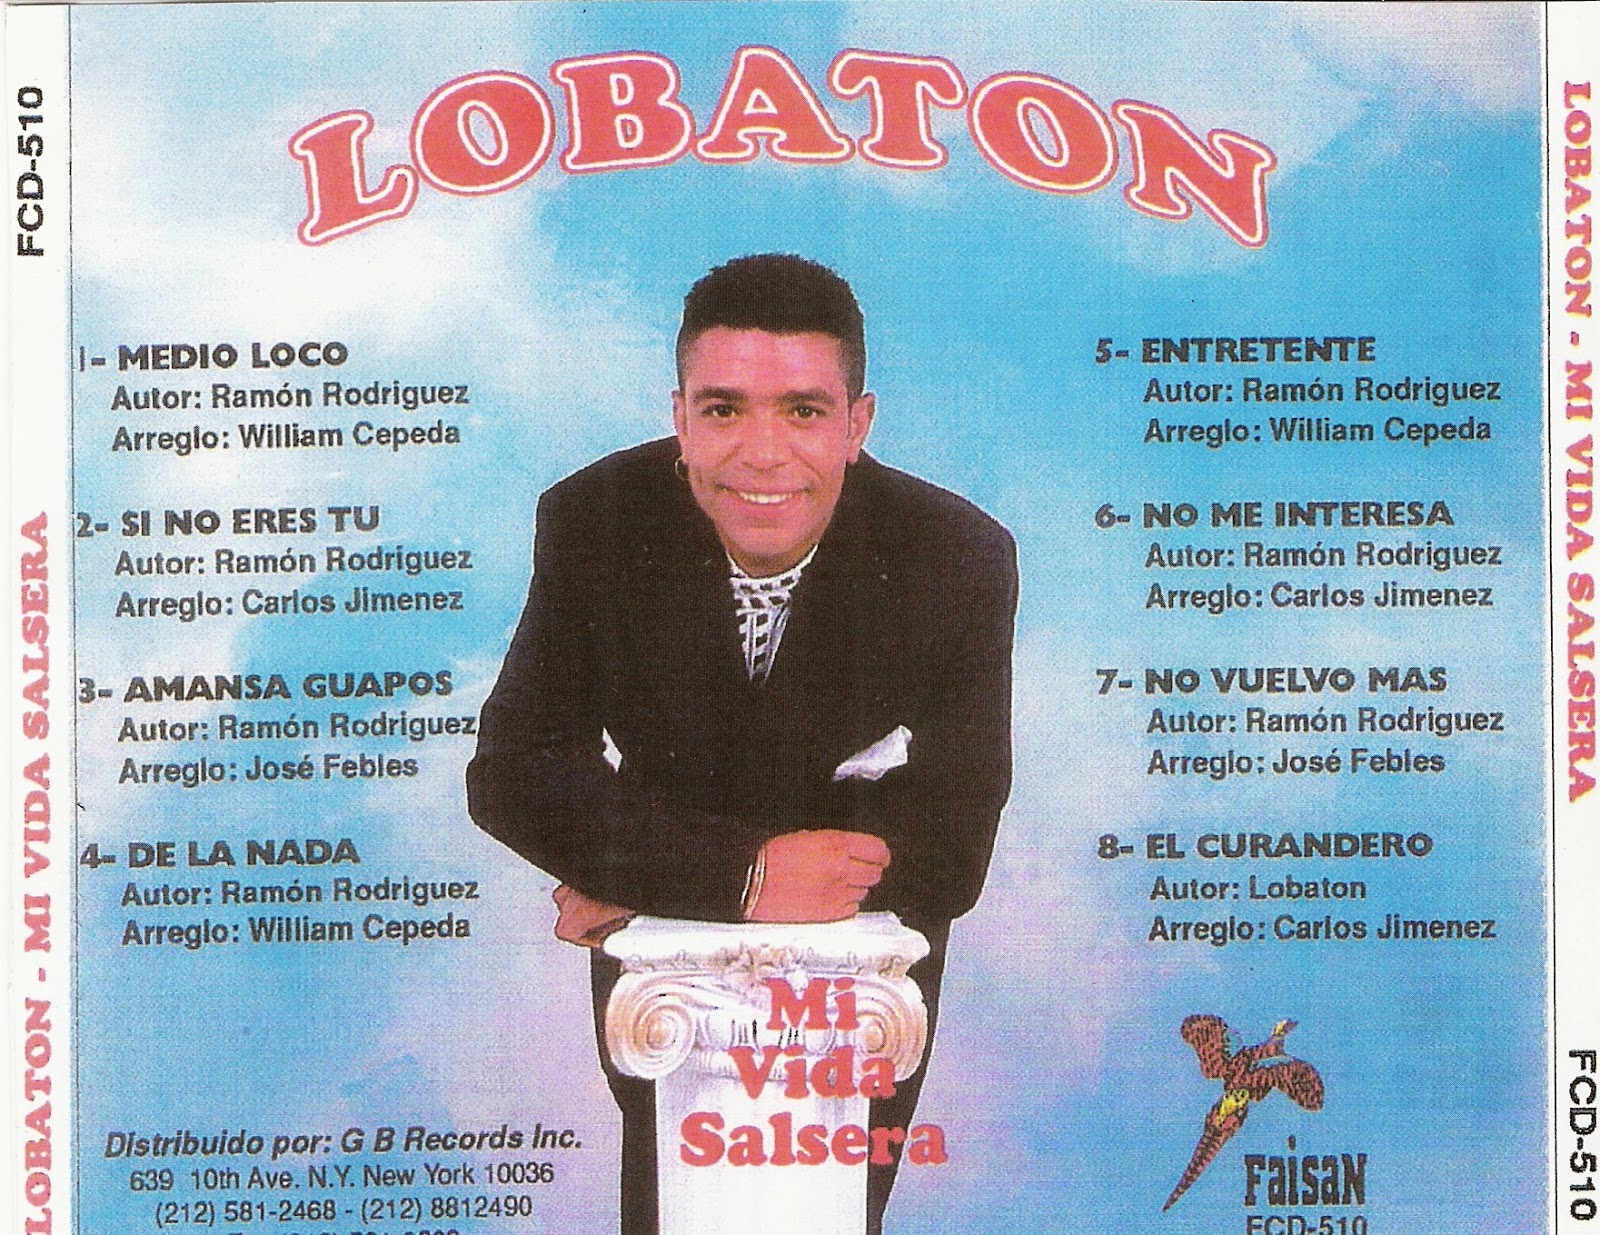 LOBATON
1- MEDIO LOCO
Autor: Ramón Rodriguez
Arreglo: William Cepeda
2- SI NO ERES TU
Autor: Ramón Rodriguez
Arreglo: Carlos Jimenez
3- AMANSA GUAPOS
Autor: Ramón Rodriguez
Arreglo: José Febles
4- DE LA NADA
Autor: Ramón Rodriguez
Arreglo: William Cepeda
5- ENTRETENTE
Autor: Ramón Rodriguez
Arreglo: William Cepeda
6- NO ME INTERESA
Autor: Ramón Rodriguez
Arreglo: Carlos Jimenez
7- NO VUELVO MAS
Autor: Ramón Rodriguez
Arreglo: José Febles
8- EL CURANDERO
Autor: Lobaton
Arreglo: Carlos Jimenez
Mi
Vida
Salsera
Distribuido por: G B Records Inc.
639 10th Ave. N.Y. New York 10036
(212) 581-2468 - (212) 8812490
FaisaN
FCD-510
LOBATON - MI VIDA SALSERA
FCD-510
LOBATON - MI VIDA SALSERA
FCD-510